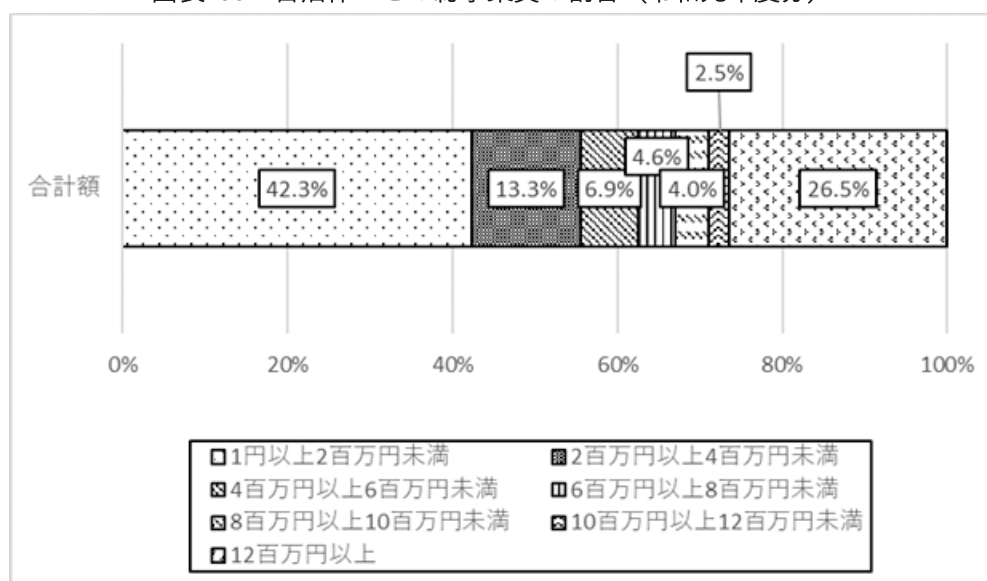 2.5%
4.6%
合計額
42.3%
13.3%
6.9%
4.0%
26.5%
0%
20%
40%
60%
80%
100%
1円以上2百万円未満
2百万円以上4百万円未満
4百万円以上6百万円未満
6百万円以上8百万円未満
8百万円以上10百万円未満
10百万円以上12百万円未満
12百万円以上